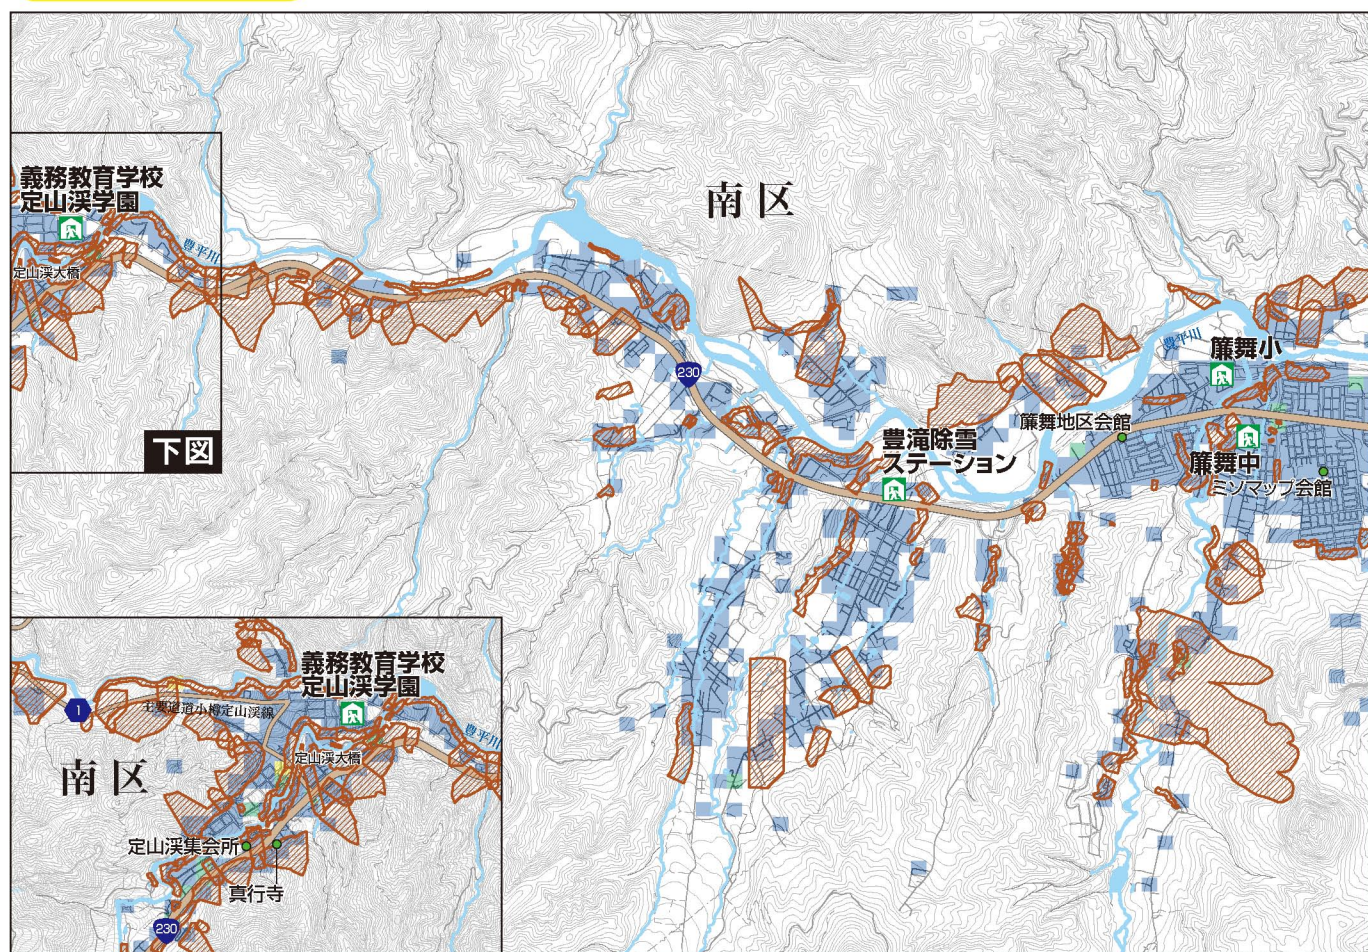 南区
義務教育学校
定山渓学園
豊平川
定山渓大橋
230
豊平川
簾舞小
簾舞地区会館
豊滝除雪
ステーション
簾舞中
ミソマップ会館
下図
義務教育学校
定山渓学園
1
主要道道小樽定山渓線
豊平川
定山渓大橋
南区
定山渓集会所
真行寺
230